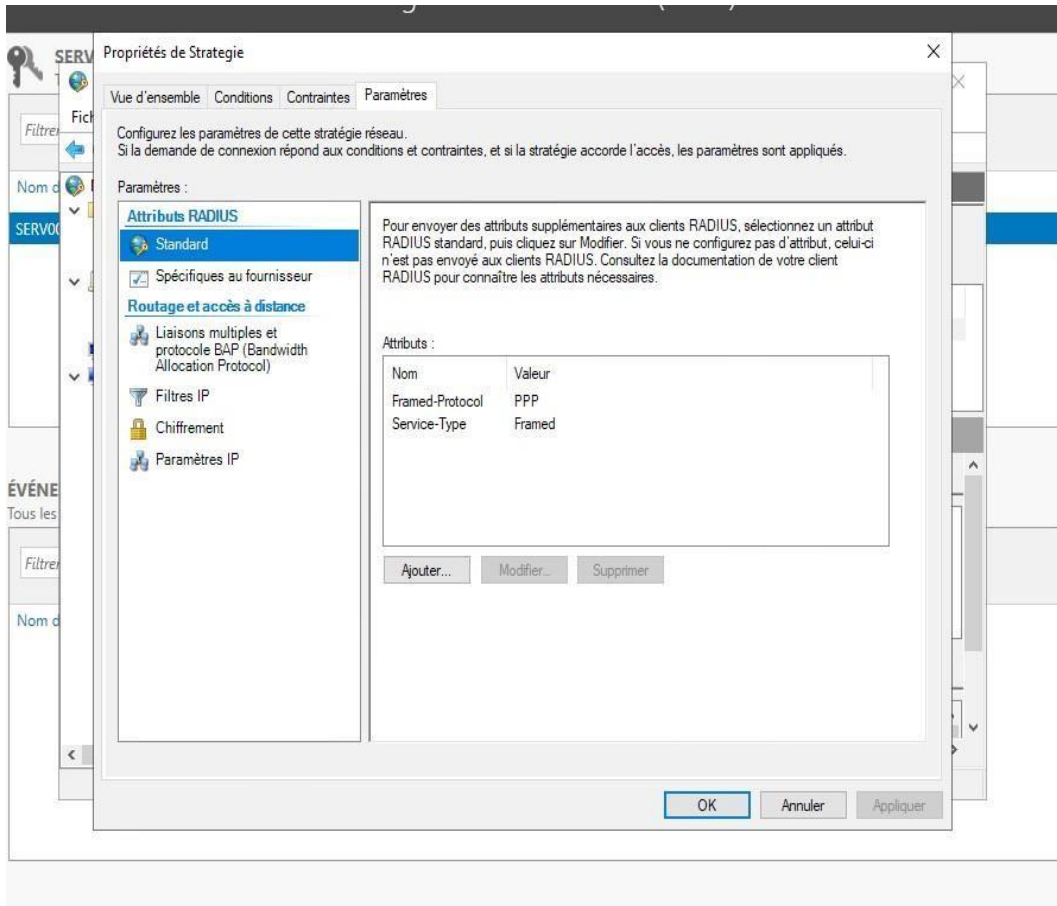 SERV
Propriétés de Strategie
Vue d'ensemble Conditions Contraintes Paramètres
Fich
Filtrer
Configurez les paramètres de cette stratégie réseau.
Si la demande de connexion répond aux conditions et contraintes, et si la stratégie accorde l'accès, les paramètres sont appliqués.
Nom d
Paramètres :
SERV00
Attributs RADIUS
Standard
Spécifiques au fournisseur
Routage et accès à distance
Liaisons multiples et
protocole BAP (Bandwidth
Allocation Protocol)
Filtres IP
Chiffrement
Paramètres IP
Pour envoyer des attributs supplémentaires aux clients RADIUS, sélectionnez un attribut
RADIUS standard, puis cliquez sur Modifier. Si vous ne configurez pas d'attribut, celui-ci
n'est pas envoyé aux clients RADIUS. Consultez la documentation de votre client
RADIUS pour connaître les attributs nécessaires.
Attributs :
Nom Valeur
Framed-Protocol PPP
Service-Type Framed
Ajouter... Modifier... Supprimer
ÉVÉNE
Tous les
Filtrer
Nom d
OK Annuler Appliquer